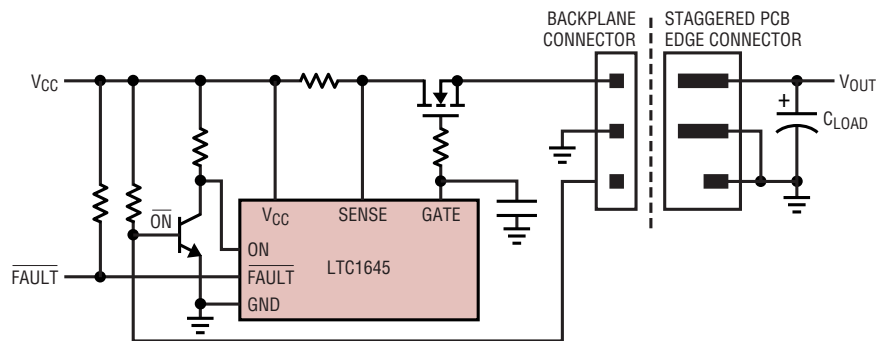 BACKPLANE
CONNECTOR
STAGGERED PCB
EDGE CONNECTOR
VCC
VOUT
+
CLOAD
ON
VCC
SENSE
GATE
ON
FAULT
FAULT
LTC1645
GND